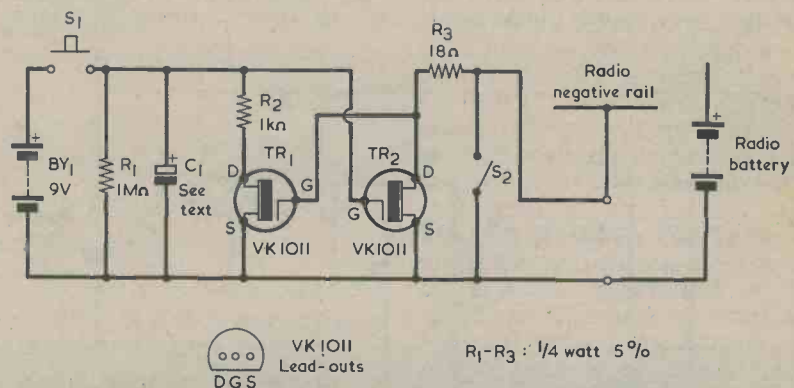 S1
R3
18Ω
Radio
negative rail
R2
1kΩ
TR1
TR2
BY1
9V
R1
1MΩ
C1
See
text
D
G
S
D
G
S
S2
Radio
battery
VK1011
VK1011
VK1011
Lead-outs
D G S
R1-R3 : 1/4 watt 5%